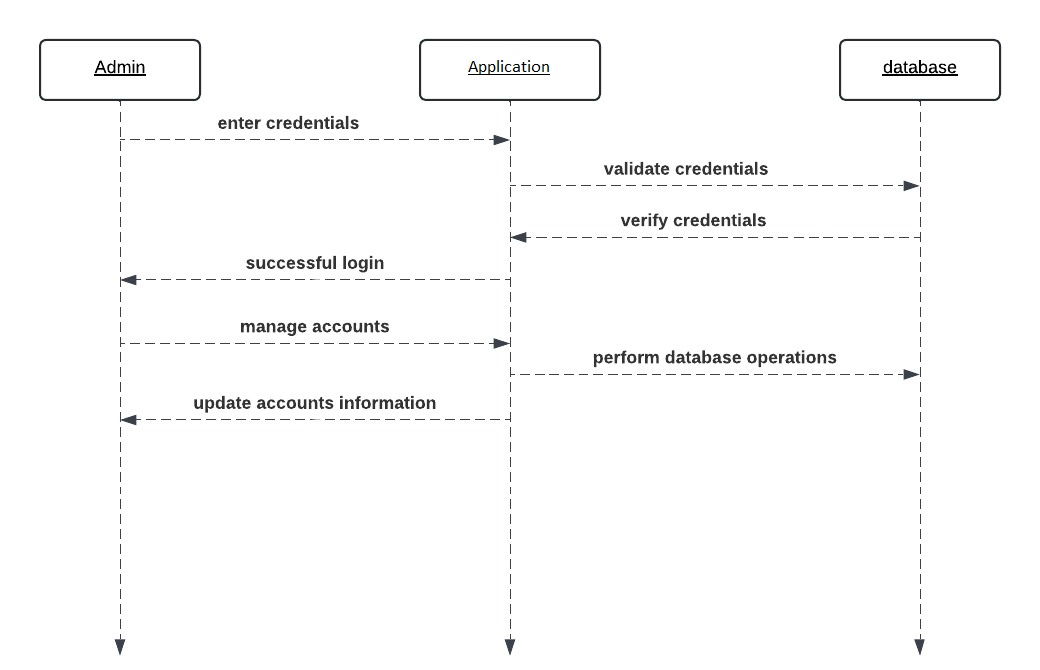 Admin
Application
database
enter credentials
validate credentials
verify credentials
successful login
manage accounts
perform database operations
update accounts information